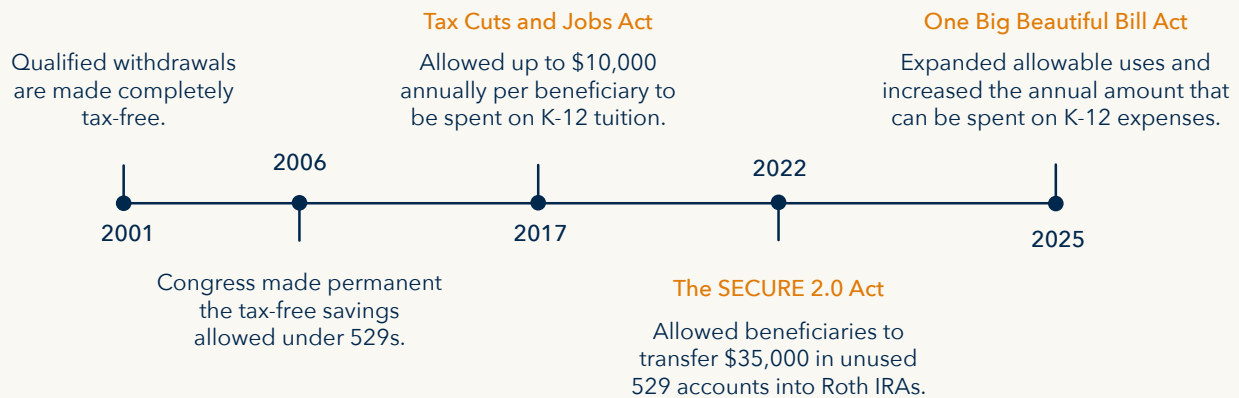 Qualified withdrawals
are made completely
tax-free.
2001
2006
Congress made permanent
the tax-free savings
allowed under 529s.
Tax Cuts and Jobs Act
Allowed up to $10,000
annually per beneficiary to
be spent on K-12 tuition.
2017
2022
The SECURE 2.0 Act
Allowed beneficiaries to
transfer $35,000 in unused
529 accounts into Roth IRAs.
One Big Beautiful Bill Act
Expanded allowable uses and
increased the annual amount that
can be spent on K-12 expenses.
2025